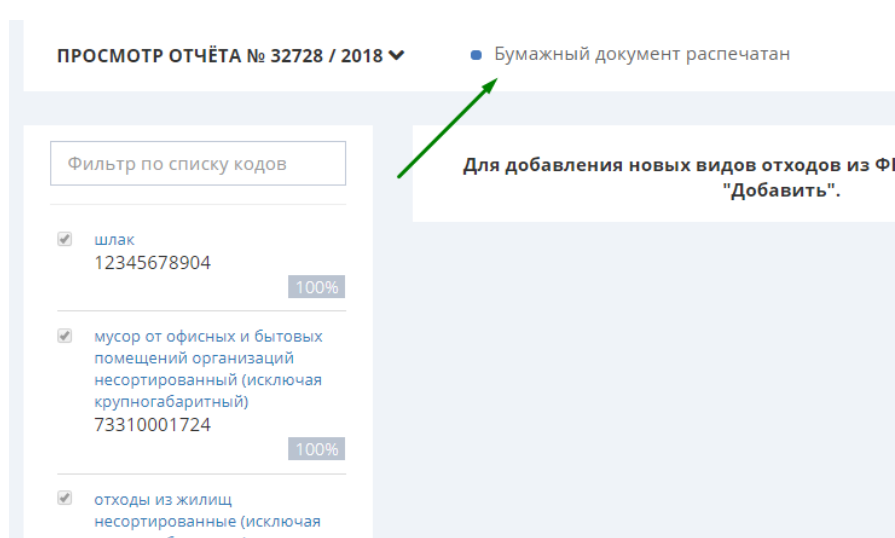 ПРОСМОТР ОТЧЁТА № 32728 / 2018
Бумажный документ распечатан
Фильтр по списку кодов
Для добавления новых видов отходов из
"Добавить".
шлак
12345678904
100%
мусор от офисных и бытовых
помещений организаций
несортированный (исключая
крупногабаритный)
73310001724
100%
отходы из жилищ
несортированные (исключая